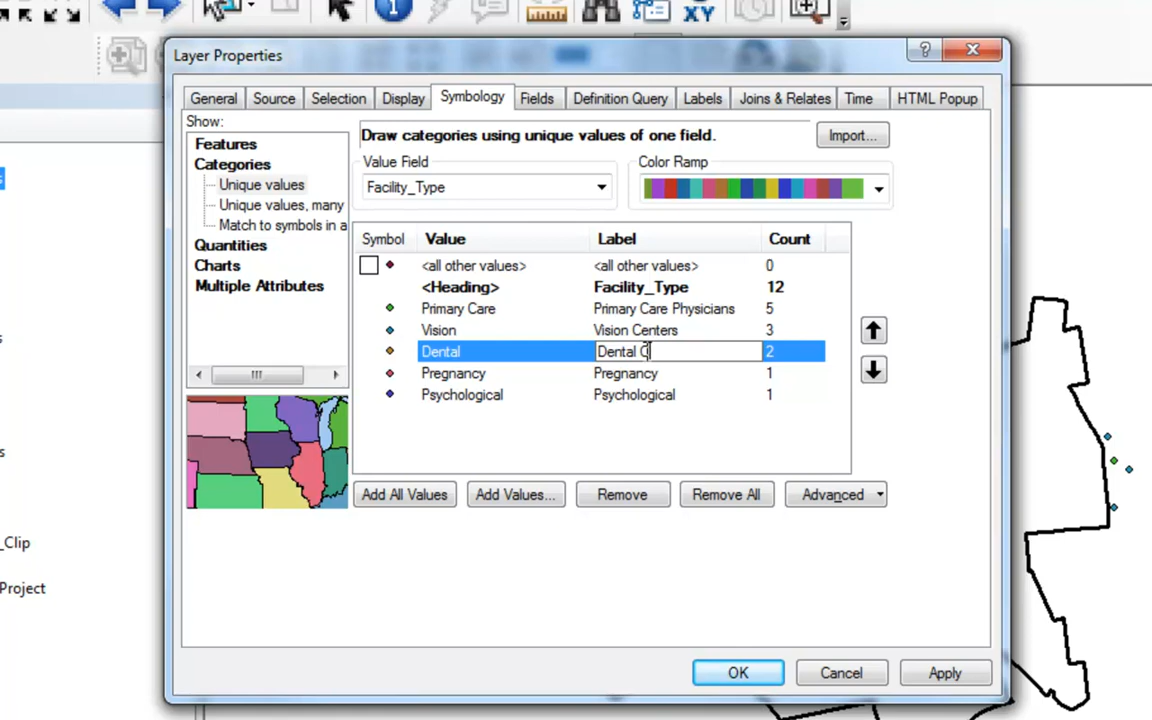 XY
Layer Properties
General Source Selection Display Symbology Fields Definition Query Labels Joins & Relates Time HTML Popup
Show:
Features
Categories
Unique values
Unique values, many
Match to symbols in a
Quantities
Charts
Multiple Attributes
Draw categories using unique values of one field.
Import...
Value Field
Color Ramp
Facility_Type
Symbol Value Label Count
<all other values> <all other values> 0
<Heading> Facility_Type 12
Primary Care Primary Care Physicians 5
Vision Vision Centers 3
Dental Dental C 2
Pregnancy Pregnancy 1
Psychological Psychological 1
Add All Values Add Values... Remove Remove All Advanced
OK Cancel Apply
s
s
_Clip
Project